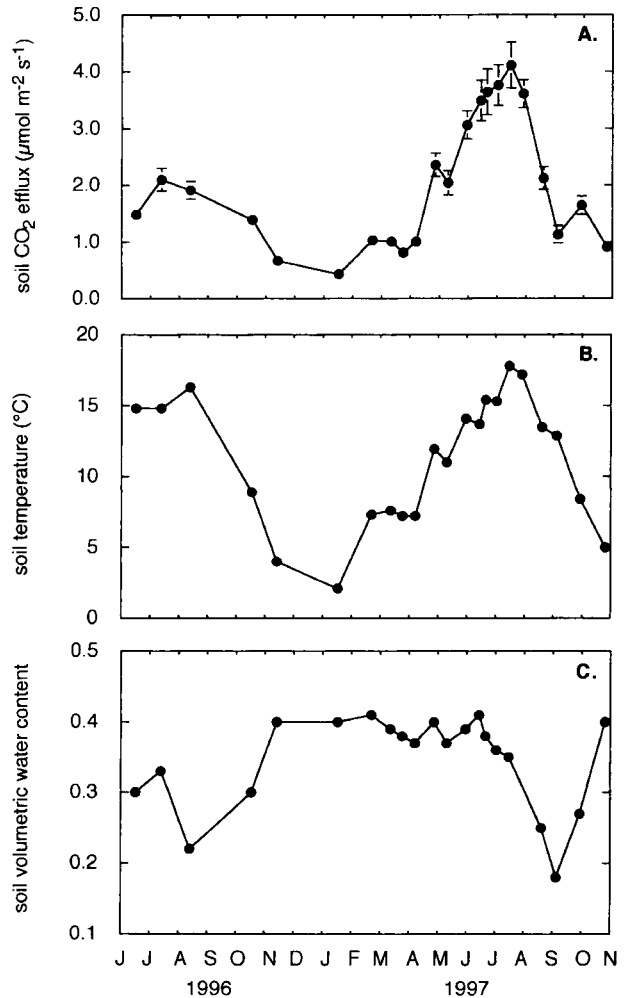 A.
soil CO2 efflux (µmol m-2 s-1)
5.0
4.0
3.0
2.0
1.0
0.0
B.
soil temperature (°C)
20
15
10
5
0
C.
soil volumetric water content
0.5
0.4
0.3
0.2
0.1
J J A S O N D J F M A M J J A S O N
1996 1997